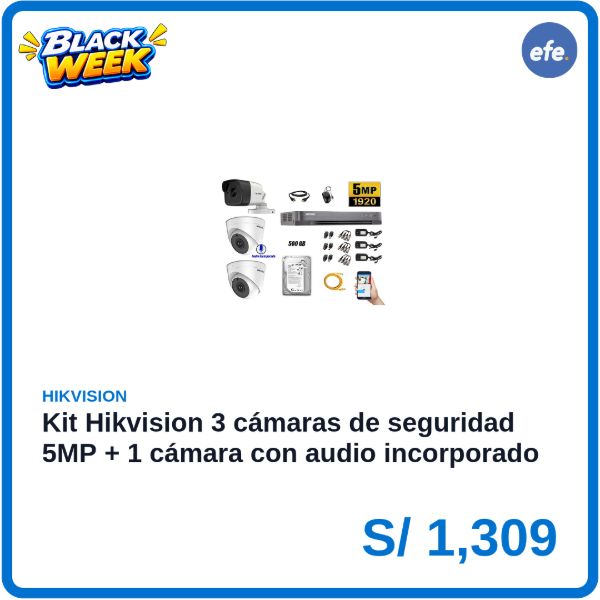 BLACK
WEEK
efe.
5MP
1920
500 GB
HIKVISION
Kit Hikvision 3 cámaras de seguridad
5MP + 1 cámara con audio incorporado
S/ 1,309